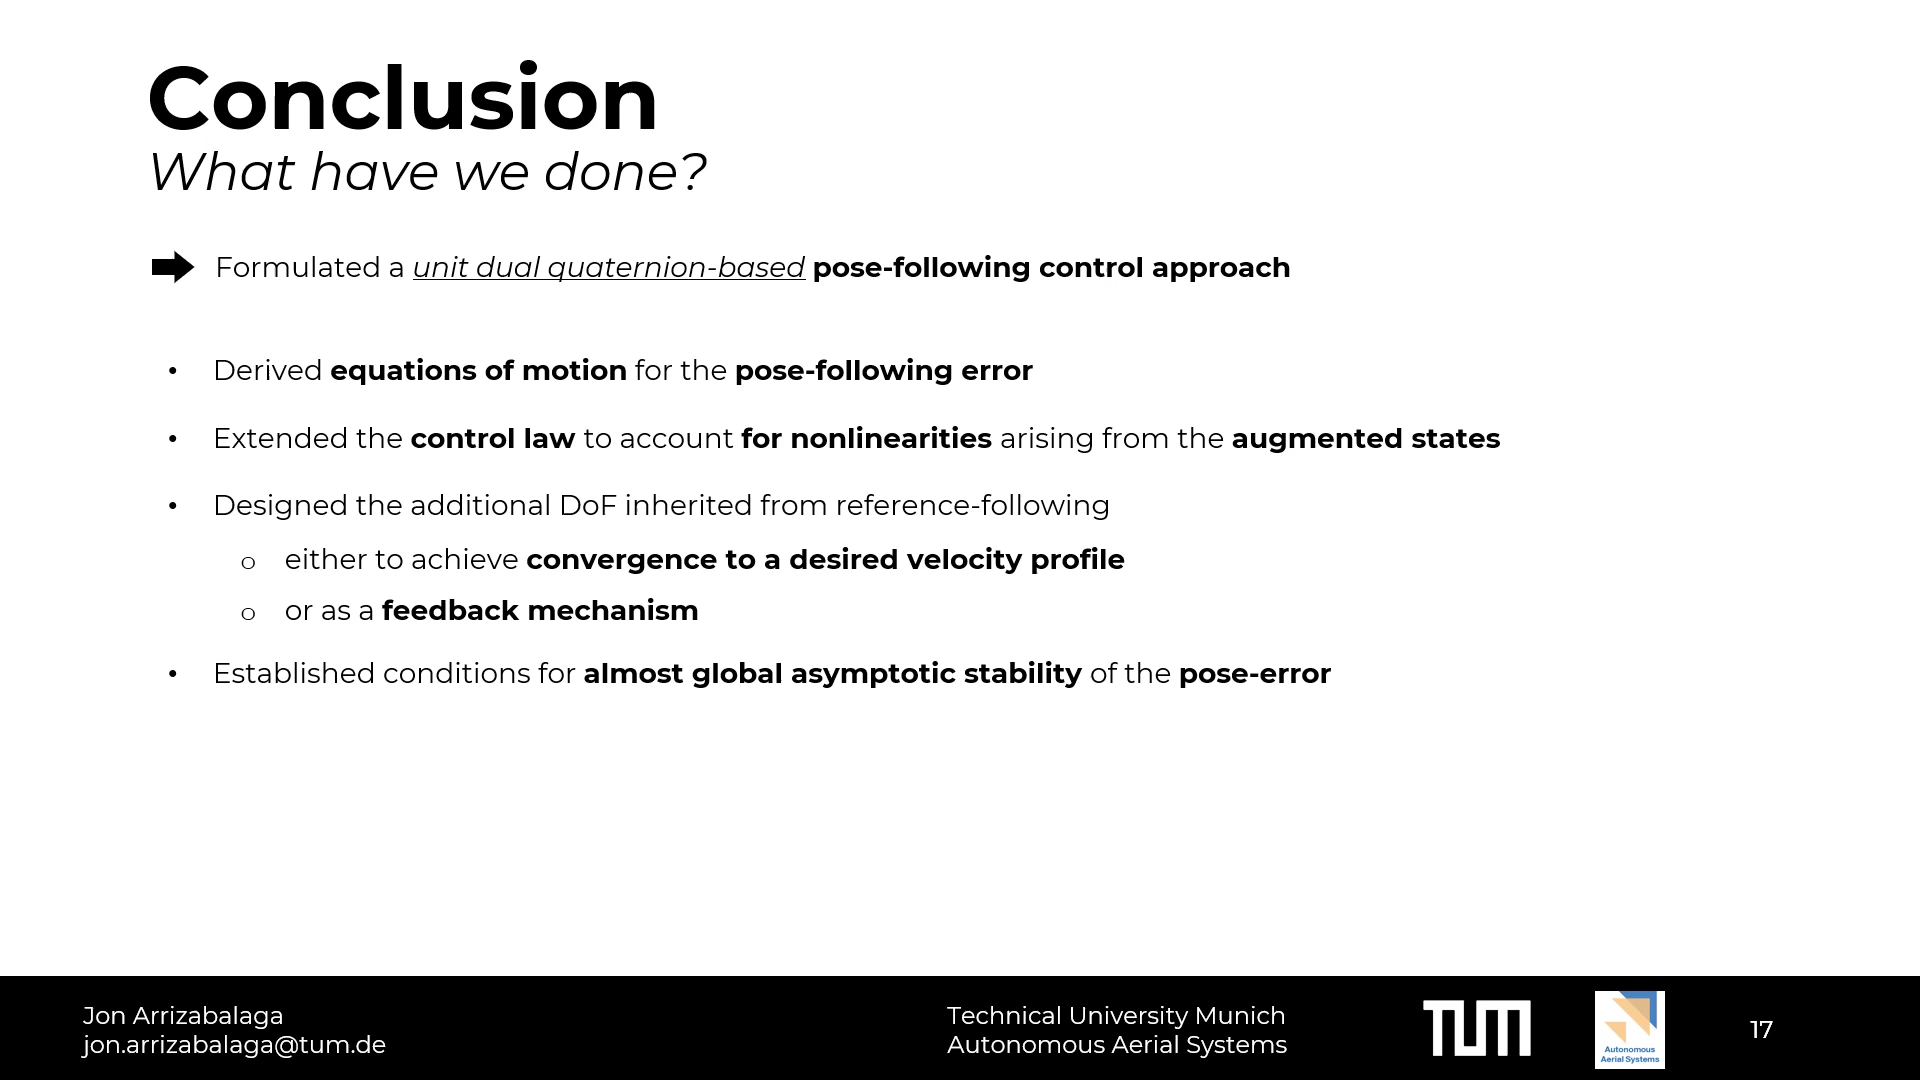 Conclusion
What have we done?
Formulated a unit dual quaternion-based pose-following control approach
• Derived equations of motion for the pose-following error
• Extended the control law to account for nonlinearities arising from the augmented states
• Designed the additional DoF inherited from reference-following
o either to achieve convergence to a desired velocity profile
o or as a feedback mechanism
• Established conditions for almost global asymptotic stability of the pose-error
Jon Arrizabalaga
jon.arrizabalaga@tum.de
Technical University Munich
Autonomous Aerial Systems
TUM
Autonomous
Aerial Systems
17